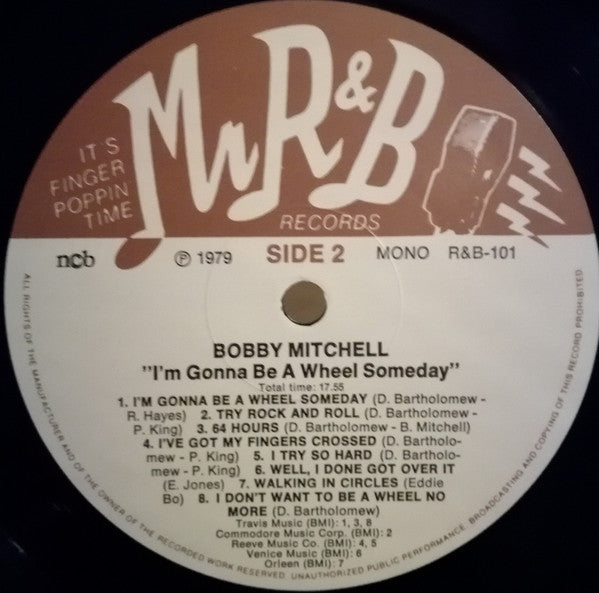 Mr R&B
IT'S
FINGER
POPPIN
TIME
RECORDS
ncb
℗ 1979
SIDE 2
MONO
R&B-101
BOBBY MITCHELL
"I'm Gonna Be A Wheel Someday"
Total time: 17.55
1. I'M GONNA BE A WHEEL SOMEDAY (D. Bartholomew -
R. Hayes) 2. TRY ROCK AND ROLL (D. Bartholomew -
P. King) 3. 64 HOURS (D. Bartholomew - B. Mitchell)
4. I'VE GOT MY FINGERS CROSSED (D. Bartholo-
mew - P. King) 5. I TRY SO HARD (D. Bartholo-
mew - P. King) 6. WELL, I DONE GOT OVER IT
(E. Jones) 7. WALKING IN CIRCLES (Eddie
Bo) 8. I DON'T WANT TO BE A WHEEL NO
MORE (D. Bartholomew)
Travis Music (BMI): 1, 3, 8
Commodore Music Corp. (BMI): 2
Reeve Music Co. (BMI): 4, 5
Venice Music (BMI): 6
Orleen (BMI): 7
ALL RIGHTS OF THE MANUFACTURER AND OF THE OWNER OF THE RECORDED WORK RESERVED. UNAUTHORIZED PUBLIC PERFORMANCE, BROADCASTING AND COPYING OF THIS RECORD PROHIBITED.